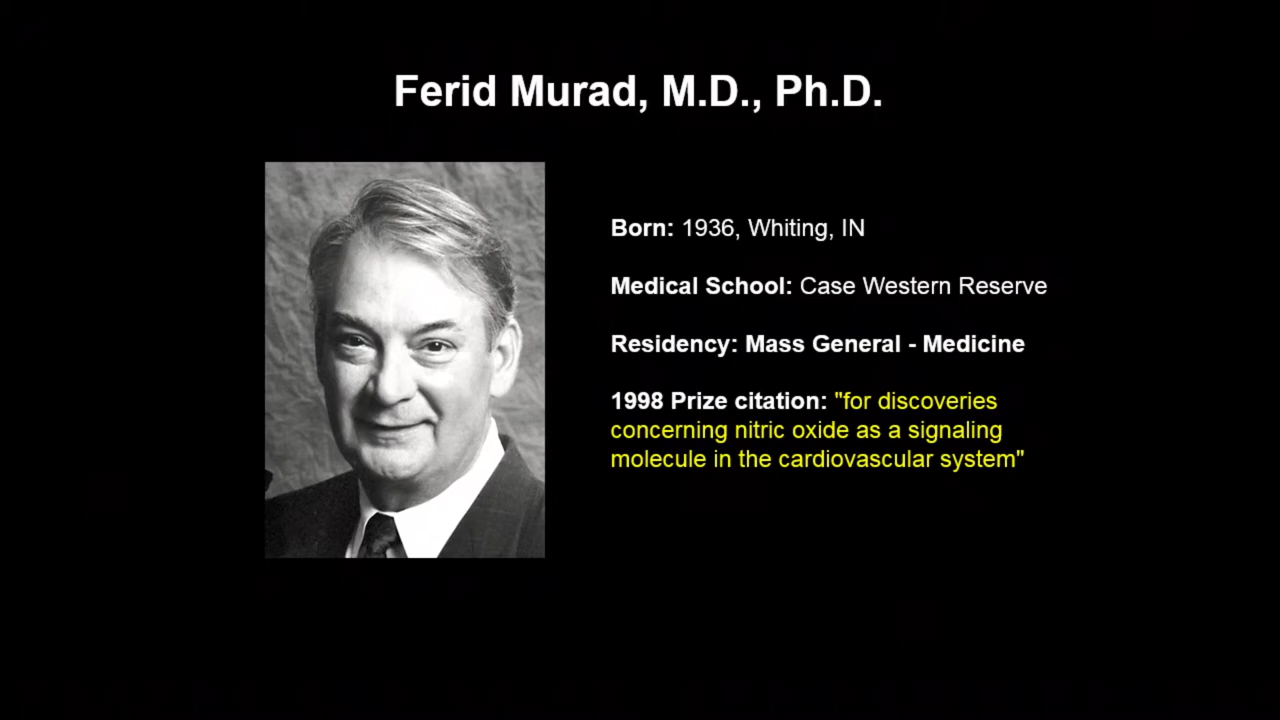 Ferid Murad, M.D., Ph.D.
Born: 1936, Whiting, IN
Medical School: Case Western Reserve
Residency: Mass General - Medicine
1998 Prize citation: "for discoveries
concerning nitric oxide as a signaling
molecule in the cardiovascular system"